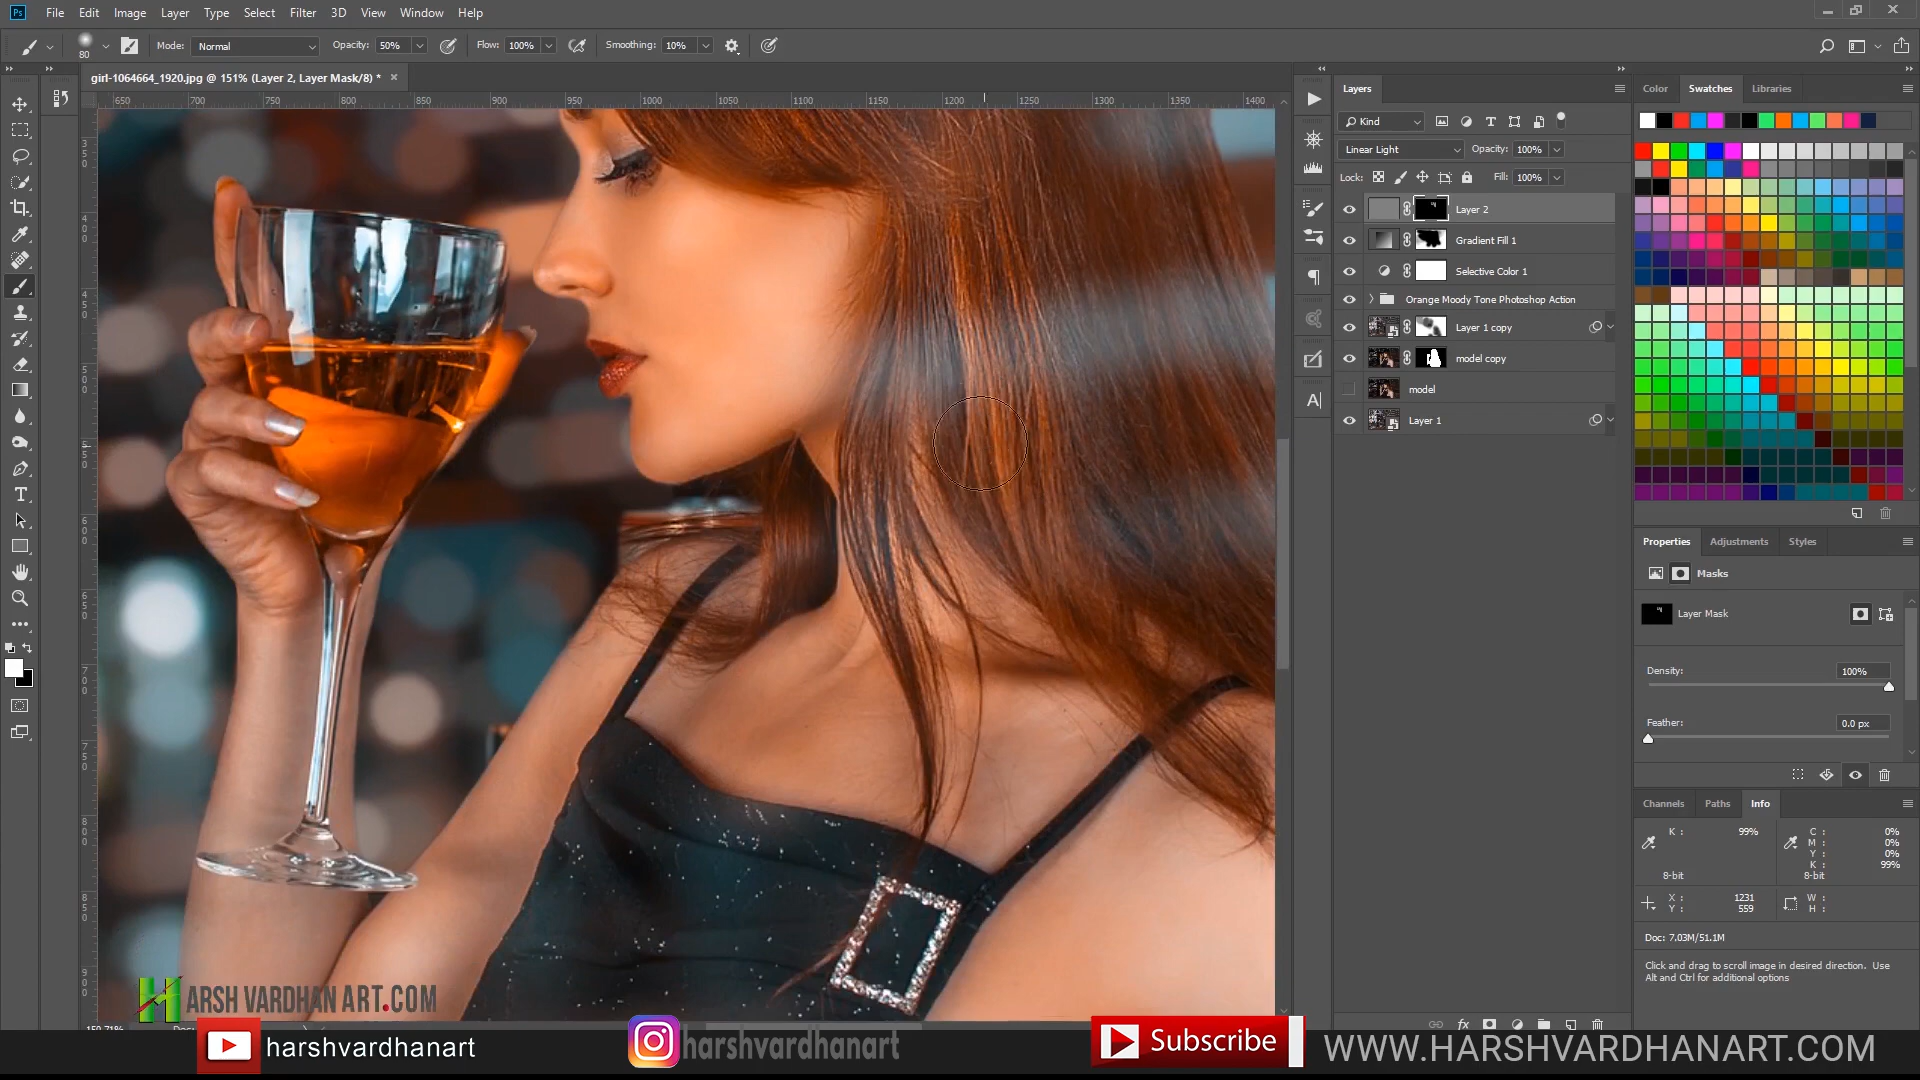 Ps File Edit Image Layer Type Select Filter 3D View Window Help
80 Mode: Normal Opacity: 50% Flow: 100% Smoothing: 10%
girl-1064664_1920.jpg @ 151% (Layer 2, Layer Mask/8) * ×
650 700 750 800 850 900 950 1000 1050 1100 1150 1200 1250 1300 1350 1400
Layers
Kind
Linear Light Opacity: 100%
Lock: Fill: 100%
Layer 2
Gradient Fill 1
Selective Color 1
Orange Moody Tone Photoshop Action
Layer 1 copy
model copy
model
Layer 1
Color Swatches Libraries
Properties Adjustments Styles
Masks
Layer Mask
Density: 100%
Feather: 0.0 px
Channels Paths Info
K : 99% C : 0%
M : 0%
Y : 0%
K : 99%
8-bit 8-bit
X : 1231 W :
Y : 559 H :
Doc: 7.03M/51.1M
Click and drag to scroll image in desired direction. Use
Alt and Ctrl for additional options
HARSH VARDHAN ART.COM
harshvardhanart
harshvardhanart
Subscribe
WWW.HARSHVARDHANART.COM